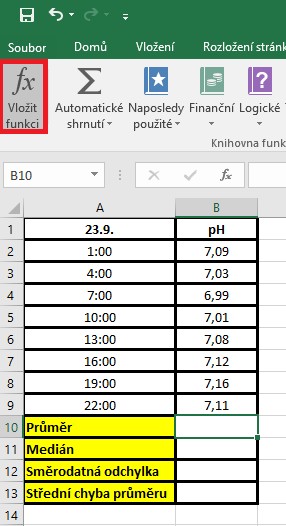 Soubor Domů Vložení Rozložení stránk
fx
Vložit funkci
Automatické shrnutí
Naposledy použité
Finanční
Logické
Knihovna funk
B10
fx
A B
1 23.9. pH
2 1:00 7,09
3 4:00 7,03
4 7:00 6,99
5 10:00 7,01
6 13:00 7,08
7 16:00 7,12
8 19:00 7,16
9 22:00 7,11
10 Průměr
11 Medián
12 Směrodatná odchylka
13 Střední chyba průměru
14